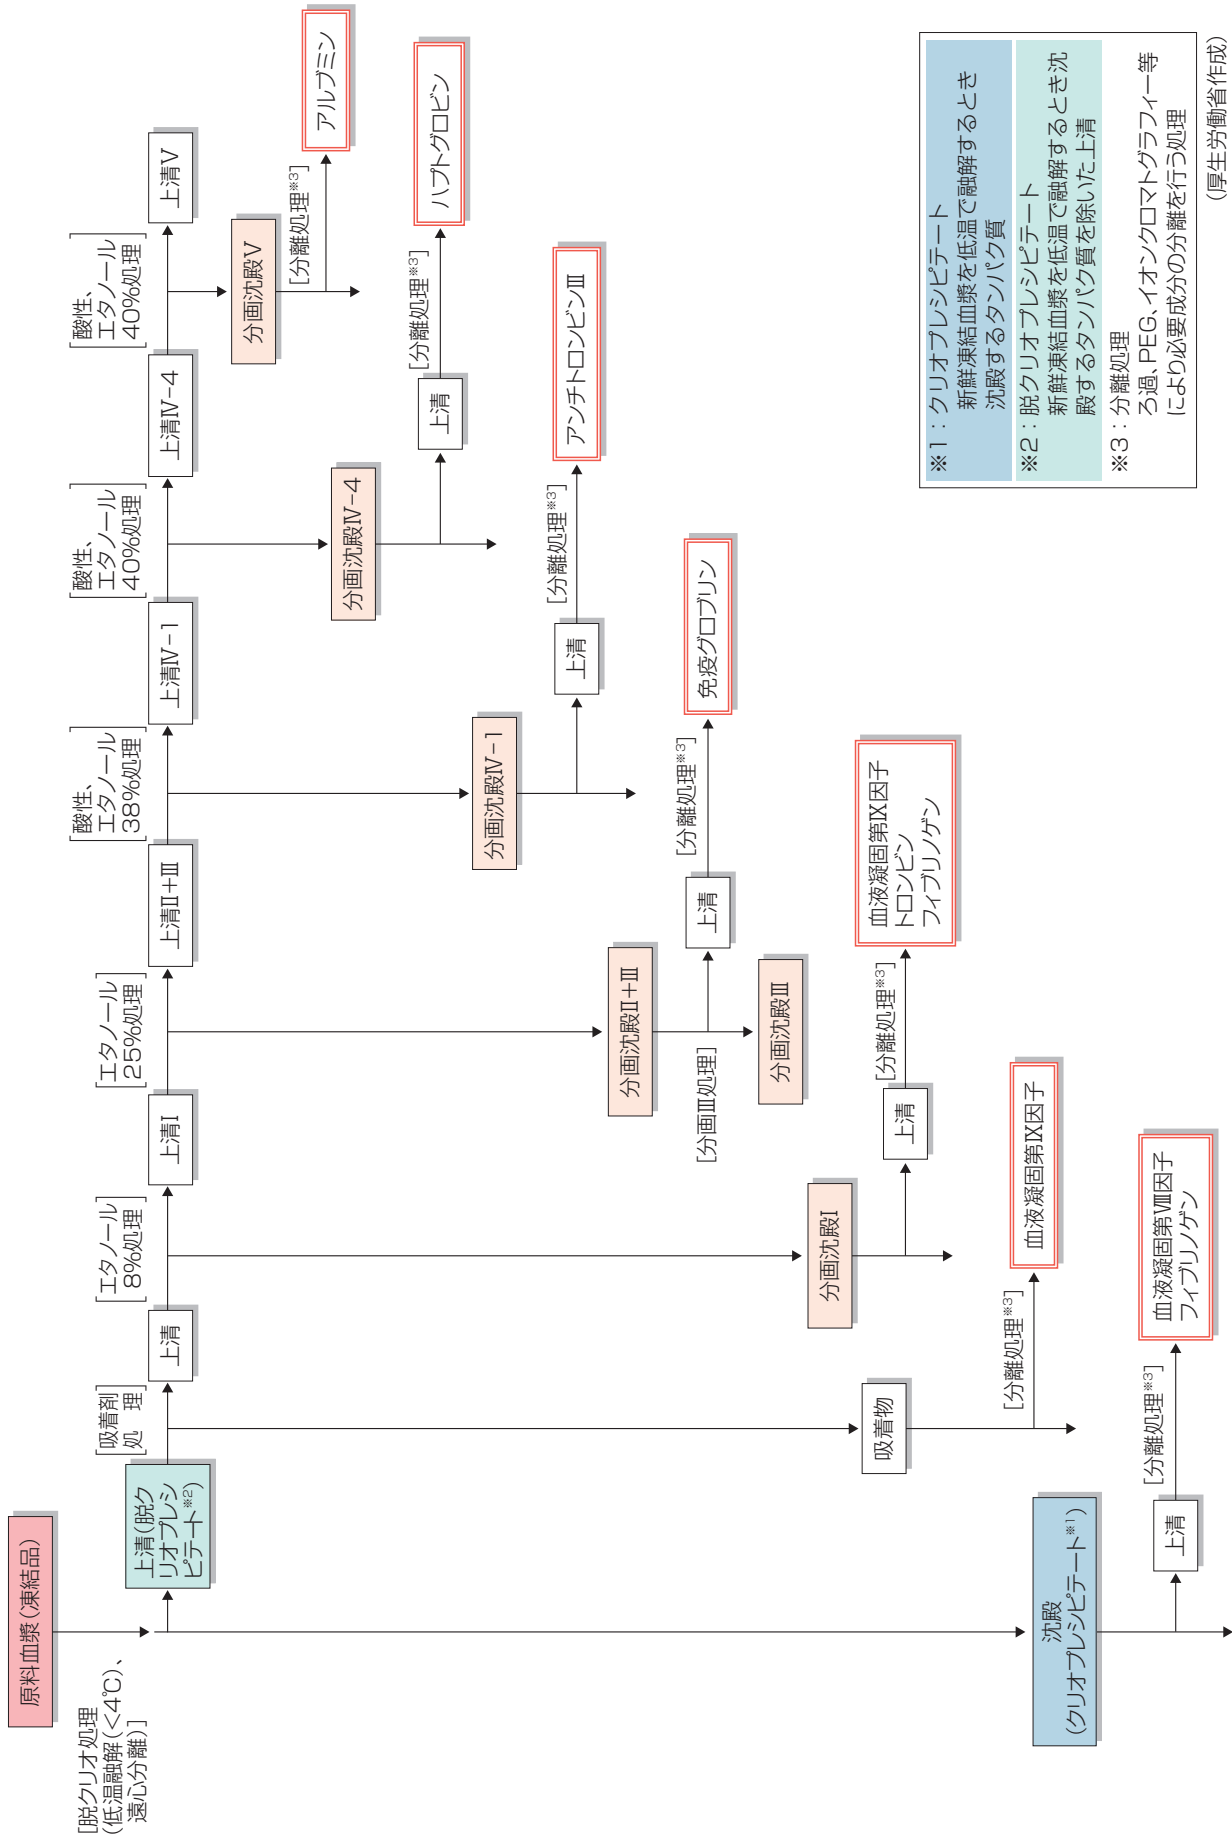 原料血漿（凍結品）
［脱クリオ処理
（低温融解（<4℃）、
遠心分離）］
上清（脱ク
リオプレシ
ピテート※2）
［吸着剤
処　理］
上清
［エタノール
8%処理］
上清Ⅰ
［エタノール
25%処理］
上清Ⅱ+Ⅲ
［酸性、
エタノール
38%処理］
上清Ⅳ-1
［酸性、
エタノール
40%処理］
上清Ⅳ-4
［酸性、
エタノール
40%処理］
上清Ⅴ
分画沈殿Ⅴ
［分離処理※3］
アルブミン
分画沈殿Ⅳ-4
上清
［分離処理※3］
ハプトグロビン
分画沈殿Ⅳ-1
上清
［分離処理※3］
アンチトロンビンⅢ
分画沈殿Ⅱ+Ⅲ
［分画Ⅲ処理］
上清
［分離処理※3］
免疫グロブリン
分画沈殿Ⅲ
分画沈殿Ⅰ
上清
［分離処理※3］
血液凝固第Ⅸ因子
トロンビン
フィブリノゲン
吸着物
［分離処理※3］
血液凝固第Ⅸ因子
沈殿
（クリオプレシピテート※1）
上清
［分離処理※3］
血液凝固第Ⅷ因子
フィブリノゲン
※1：クリオプレシピテート
新鮮凍結血漿を低温で融解するとき
沈殿するタンパク質
※2：脱クリオプレシピテート
新鮮凍結血漿を低温で融解するとき沈
殿するタンパク質を除いた上清
※3：分離処理
ろ過、PEG、イオンクロマトグラフィー等
により必要成分の分離を行う処理
（厚生労働省作成）